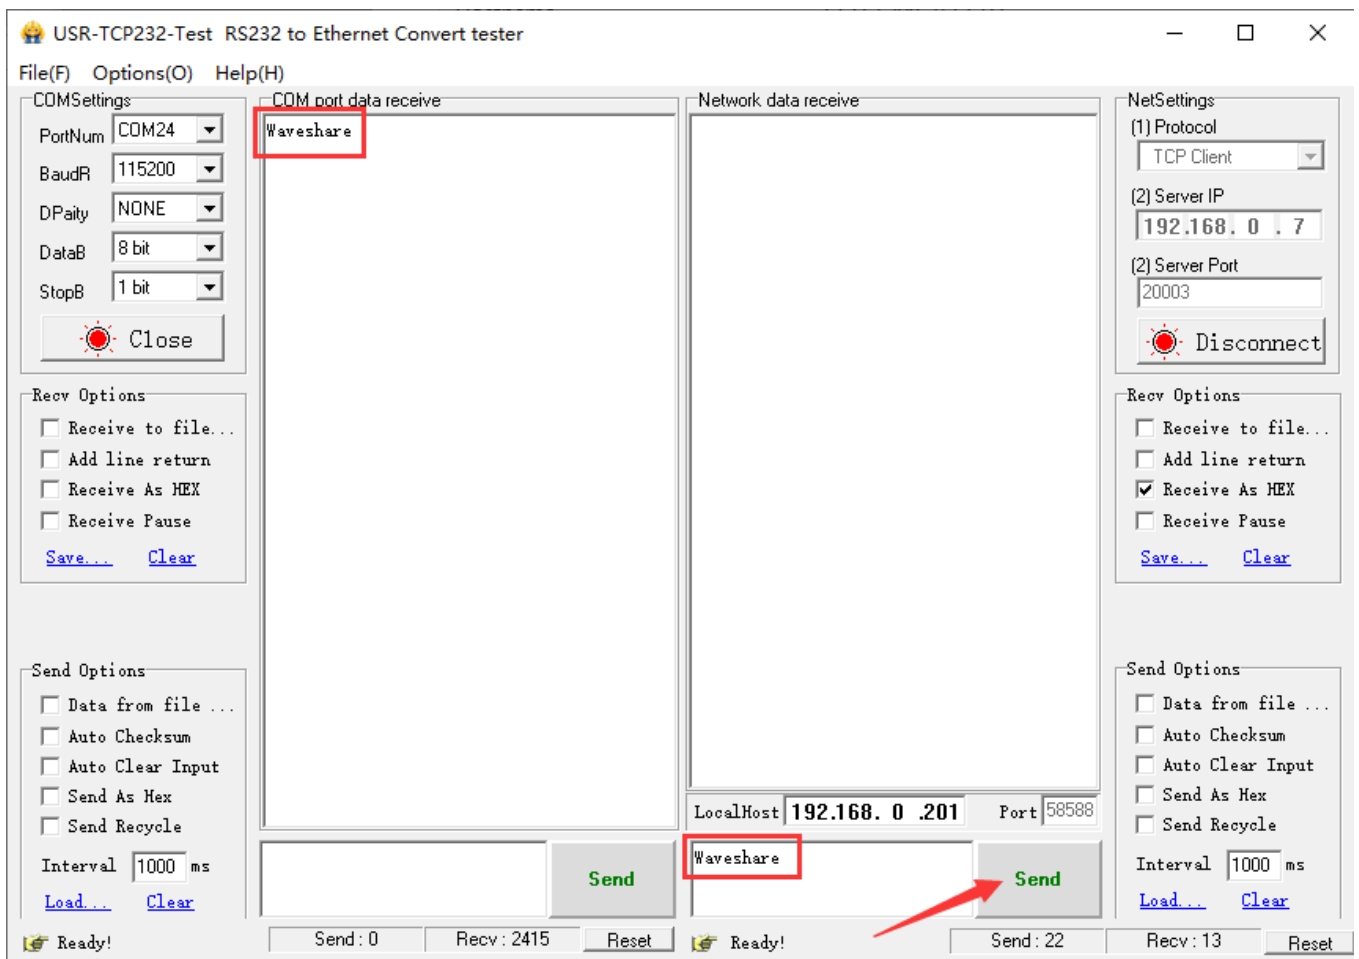 USR-TCP232-Test RS232 to Ethernet Convert tester
File(F) Options(O) Help(H)
COMSettings
PortNum COM24
BaudR 115200
DPaity NONE
DataB 8 bit
StopB 1 bit
Close
Recv Options
Receive to file...
Add line return
Receive As HEX
Receive Pause
Save... Clear
Send Options
Data from file ...
Auto Checksum
Auto Clear Input
Send As Hex
Send Recycle
Interval 1000 ms
Load... Clear
COM port data receive
Waveshare
Send
Ready! Send : 0 Recv : 2415 Reset
Network data receive
LocalHost 192.168. 0 .201 Port 58588
Waveshare
Send
Ready! Send : 22 Recv : 13 Reset
NetSettings
(1) Protocol
TCP Client
(2) Server IP
192.168. 0 . 7
(2) Server Port
20003
Disconnect
Recv Options
Receive to file...
Add line return
Receive As HEX
Receive Pause
Save... Clear
Send Options
Data from file ...
Auto Checksum
Auto Clear Input
Send As Hex
Send Recycle
Interval 1000 ms
Load... Clear